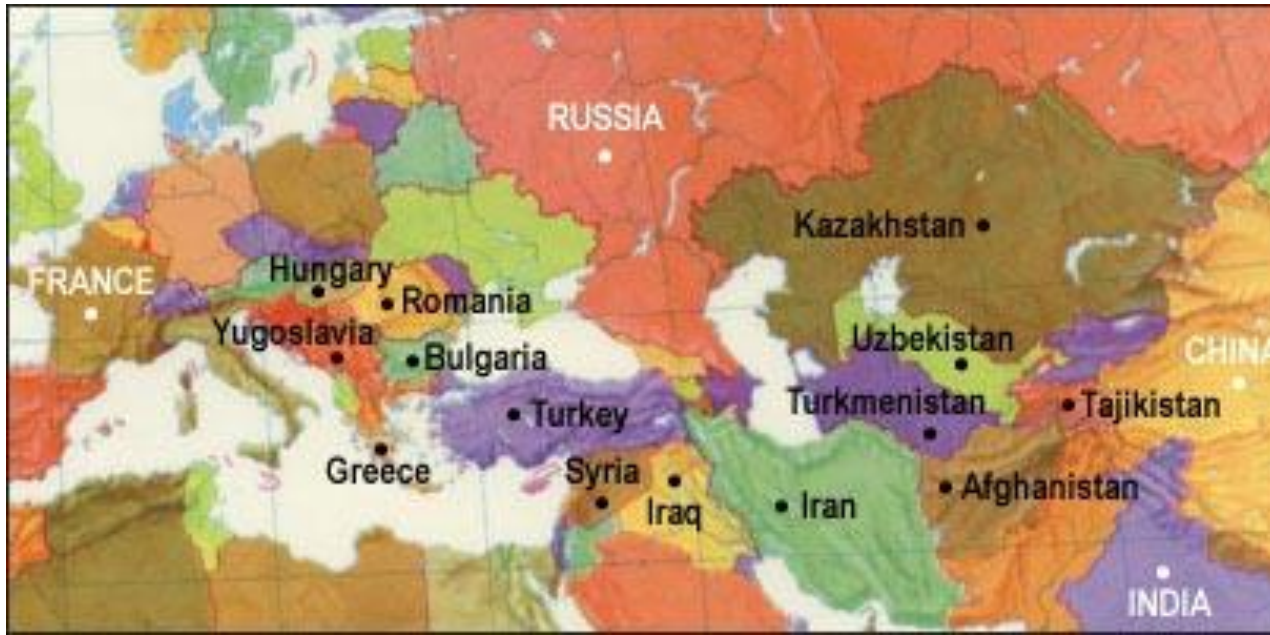 RUSSIA
Kazakhstan
FRANCE
Hungary
Romania
Yugoslavia
Bulgaria
Uzbekistan
CHINA
Turkmenistan
Tajikistan
Turkey
Greece
Syria
Iraq
Iran
Afghanistan
INDIA